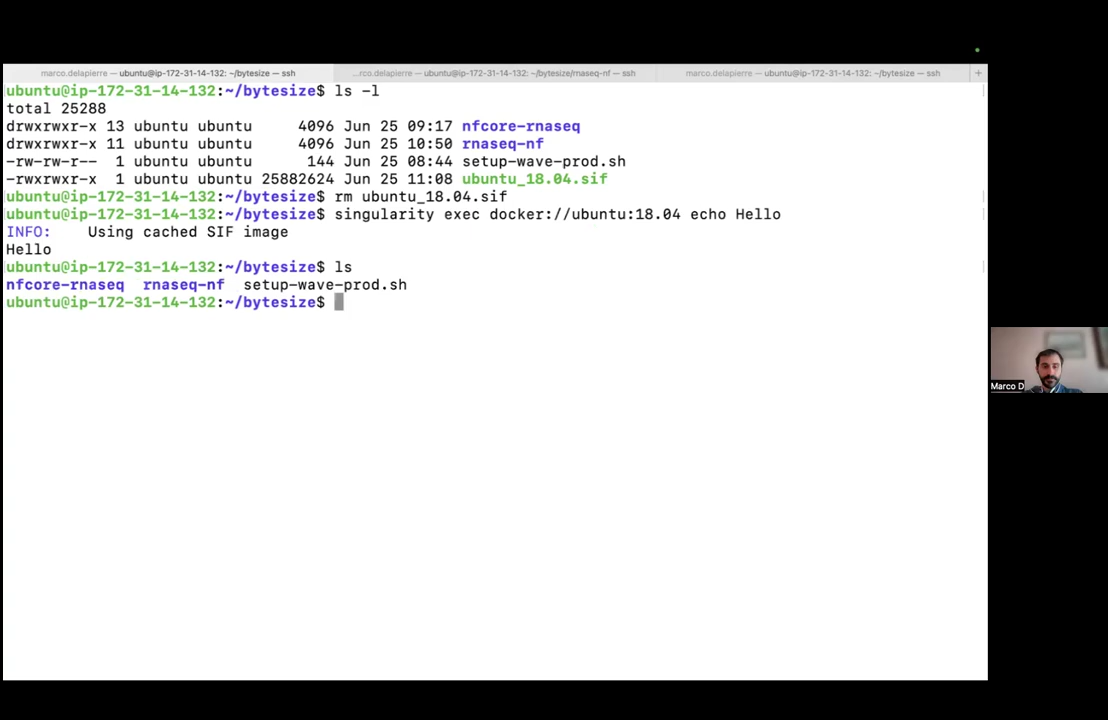 marco.delapierre — ubuntu@ip-172-31-14-132: ~/bytesize — ssh
...rco.delapierre — ubuntu@ip-172-31-14-132: ~/bytesize/rnaseq-nf — ssh
marco.delapierre — ubuntu@ip-172-31-14-132: ~/bytesize — ssh
+
ubuntu@ip-172-31-14-132:~/bytesize$ ls -l
total 25288
drwxrwxr-x 13 ubuntu ubuntu     4096 Jun 25 09:17 nfcore-rnaseq
drwxrwxr-x 11 ubuntu ubuntu     4096 Jun 25 10:50 rnaseq-nf
-rw-rw-r--  1 ubuntu ubuntu      144 Jun 25 08:44 setup-wave-prod.sh
-rwxrwxr-x  1 ubuntu ubuntu 25882624 Jun 25 11:08 ubuntu_18.04.sif
ubuntu@ip-172-31-14-132:~/bytesize$ rm ubuntu_18.04.sif
ubuntu@ip-172-31-14-132:~/bytesize$ singularity exec docker://ubuntu:18.04 echo Hello
INFO:    Using cached SIF image
Hello
ubuntu@ip-172-31-14-132:~/bytesize$ ls
nfcore-rnaseq  rnaseq-nf  setup-wave-prod.sh
ubuntu@ip-172-31-14-132:~/bytesize$
Marco D